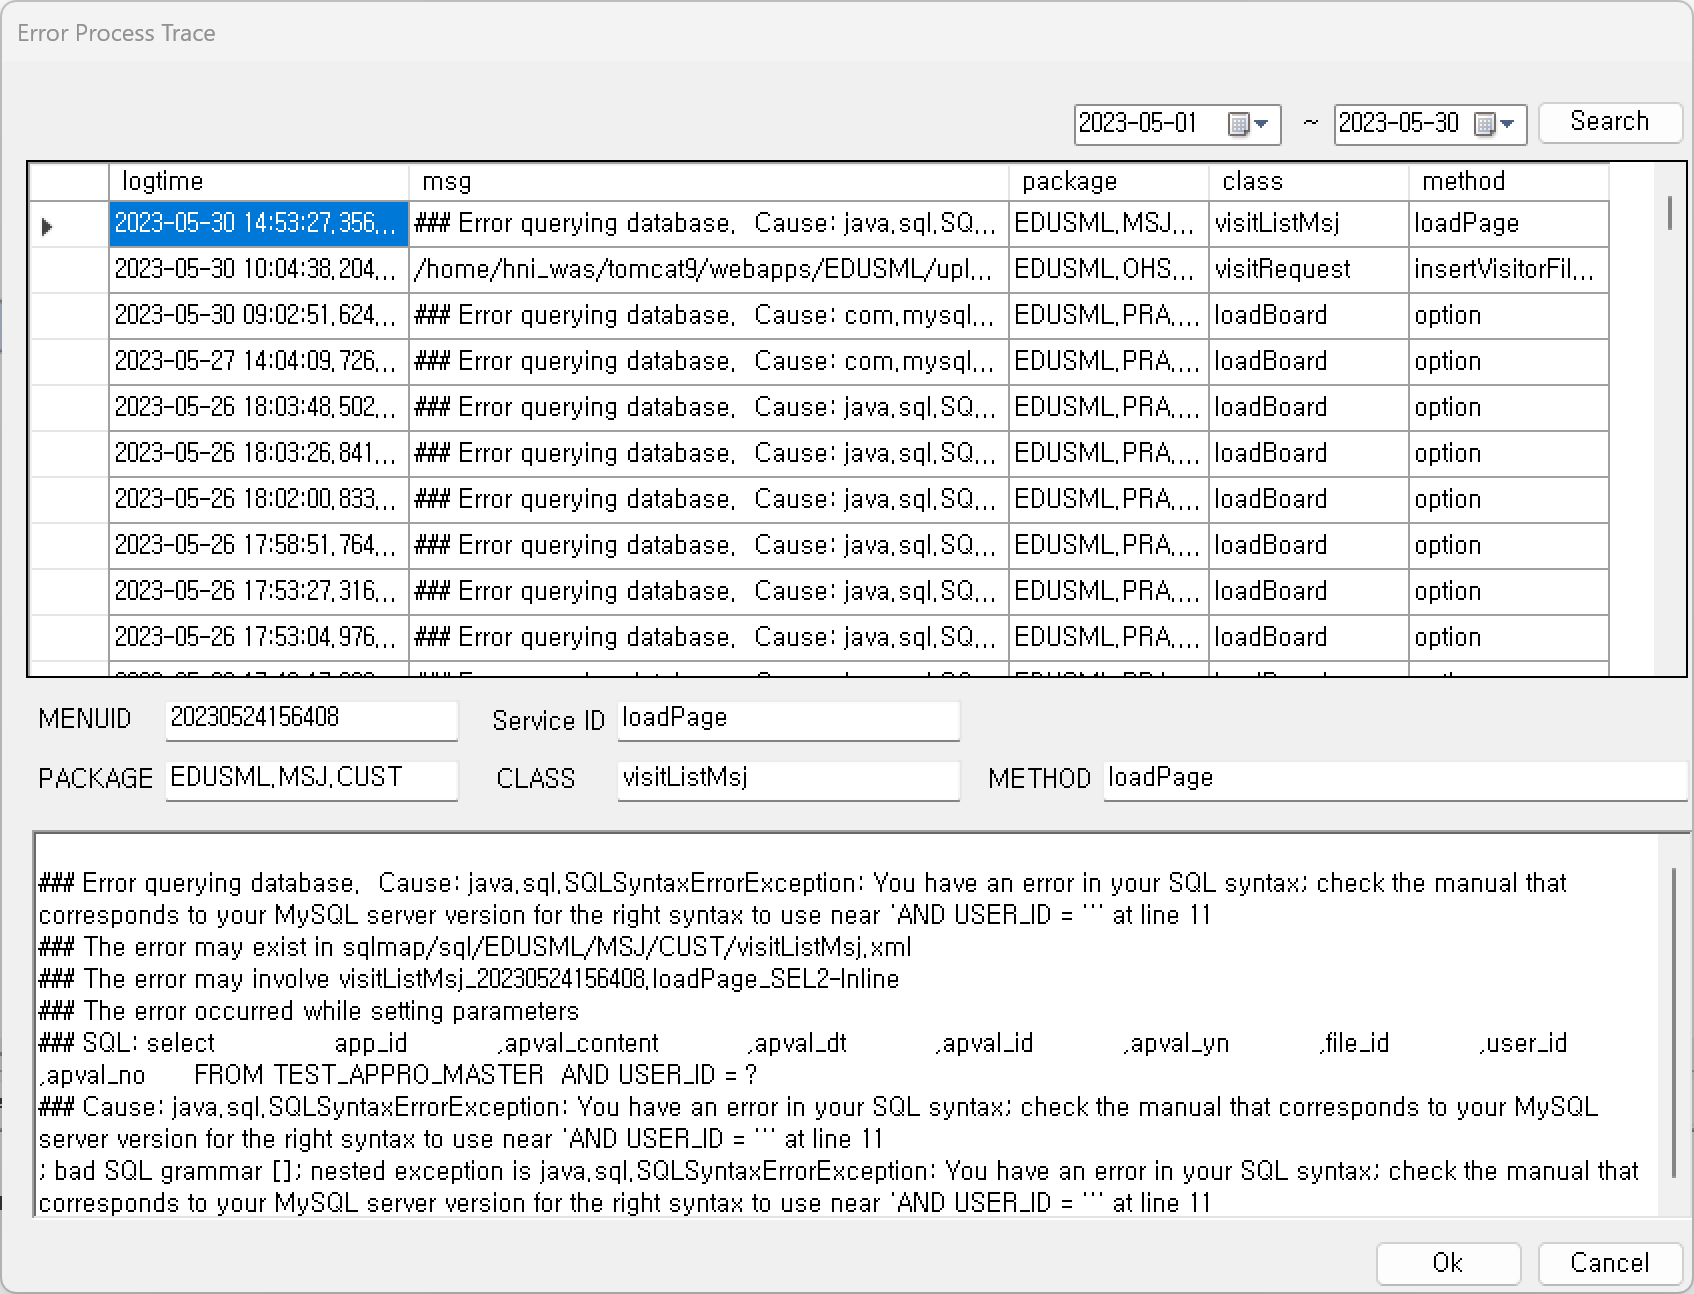 Error Process Trace
2023-05-01 ~ 2023-05-30 Search
logtime msg package class method
2023-05-30 14:53:27.356... ### Error querying database. Cause: java.sql.SQ... EDUSML.MSJ... visitListMsj loadPage
2023-05-30 10:04:38.204... /home/hni_was/tomcat9/webapps/EDUSML/upl... EDUSML.OHS... visitRequest insertVisitorFil...
2023-05-30 09:02:51.624... ### Error querying database. Cause: com.mysql... EDUSML.PRA.... loadBoard option
2023-05-27 14:04:09.726... ### Error querying database. Cause: com.mysql... EDUSML.PRA.... loadBoard option
2023-05-26 18:03:48.502... ### Error querying database. Cause: java.sql.SQ... EDUSML.PRA.... loadBoard option
2023-05-26 18:03:26.841... ### Error querying database. Cause: java.sql.SQ... EDUSML.PRA.... loadBoard option
2023-05-26 18:02:00.833... ### Error querying database. Cause: java.sql.SQ... EDUSML.PRA.... loadBoard option
2023-05-26 17:58:51.764... ### Error querying database. Cause: java.sql.SQ... EDUSML.PRA.... loadBoard option
2023-05-26 17:53:27.316... ### Error querying database. Cause: java.sql.SQ... EDUSML.PRA.... loadBoard option
2023-05-26 17:53:04.976... ### Error querying database. Cause: java.sql.SQ... EDUSML.PRA.... loadBoard option
MENUID 20230524156408 Service ID loadPage
PACKAGE EDUSML.MSJ.CUST CLASS visitListMsj METHOD loadPage
### Error querying database. Cause: java.sql.SQLSyntaxErrorException: You have an error in your SQL syntax; check the manual that
corresponds to your MySQL server version for the right syntax to use near 'AND USER_ID = ''' at line 11
### The error may exist in sqlmap/sql/EDUSML/MSJ/CUST/visitListMsj.xml
### The error may involve visitListMsj_20230524156408.loadPage_SEL2-Inline
### The error occurred while setting parameters
### SQL: select app_id ,apval_content ,apval_dt ,apval_id ,apval_yn ,file_id ,user_id
,apval_no FROM TEST_APPRO_MASTER AND USER_ID = ?
### Cause: java.sql.SQLSyntaxErrorException: You have an error in your SQL syntax; check the manual that corresponds to your MySQL
server version for the right syntax to use near 'AND USER_ID = ''' at line 11
; bad SQL grammar []; nested exception is java.sql.SQLSyntaxErrorException: You have an error in your SQL syntax; check the manual that
corresponds to your MySQL server version for the right syntax to use near 'AND USER_ID = ''' at line 11
Ok Cancel